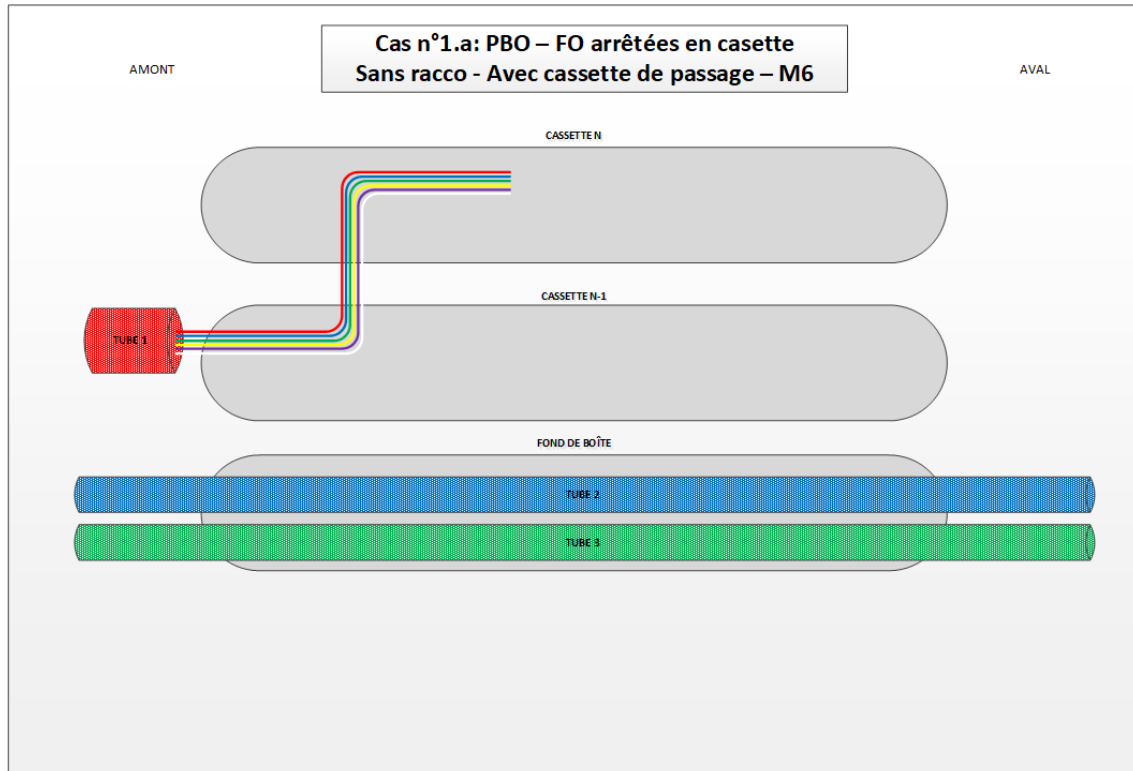 Cas n°1.a: PBO – FO arrêtées en casette
Sans racco - Avec cassette de passage – M6
AMONT
AVAL
CASSETTE N
CASSETTE N-1
TUBE 1
FOND DE BOÎTE
TUBE 2
TUBE 3